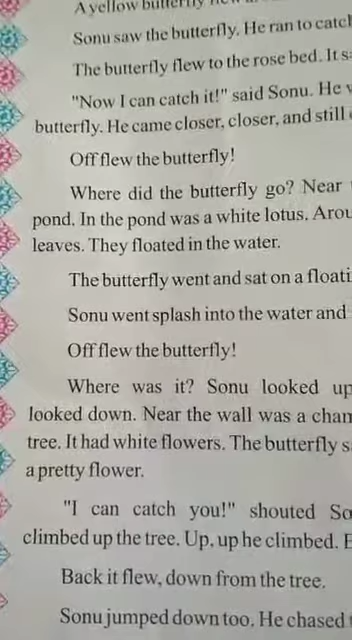 A yellow butterfly
Sonu saw the butterfly. He ran to catch
The butterfly flew to the rose bed. It
"Now I can catch it!" said Sonu. He
butterfly. He came closer, closer, and still
Off flew the butterfly!
Where did the butterfly go? Near
pond. In the pond was a white lotus.
leaves. They floated in the water.
The butterfly went and sat on a
Sonu went splash into the water and
Off flew the butterfly!
Where was it? Sonu looked up
looked down. Near the wall was a
tree. It had white flowers. The butterfly
a pretty flower.
"I can catch you!" shouted
climbed up the tree. Up, up he climbed.
Back it flew, down from the tree.
Sonu jumped down too. He chased